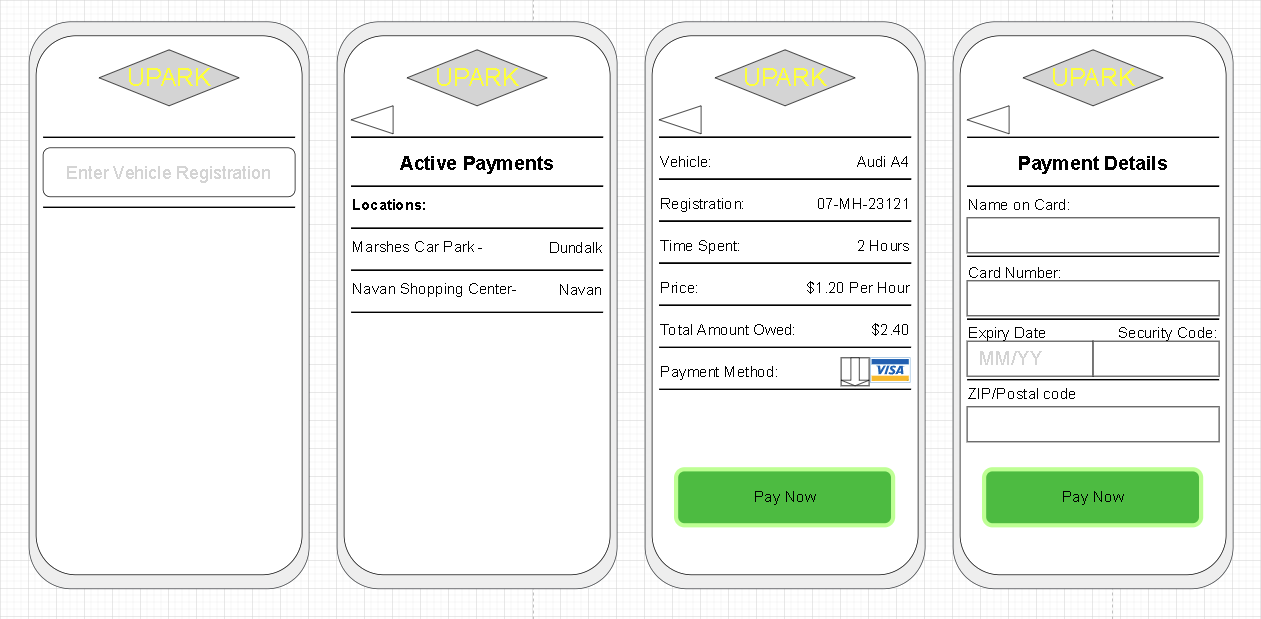 UPARK
Enter Vehicle Registration
UPARK
Active Payments
Locations:
Marshes Car Park - Dundalk
Navan Shopping Center- Navan
UPARK
Vehicle: Audi A4
Registration: 07-MH-23121
Time Spent: 2 Hours
Price: $1.20 Per Hour
Total Amount Owed: $2.40
Payment Method: VISA
Pay Now
UPARK
Payment Details
Name on Card:
Card Number:
Expiry Date Security Code:
MM/YY
ZIP/Postal code
Pay Now